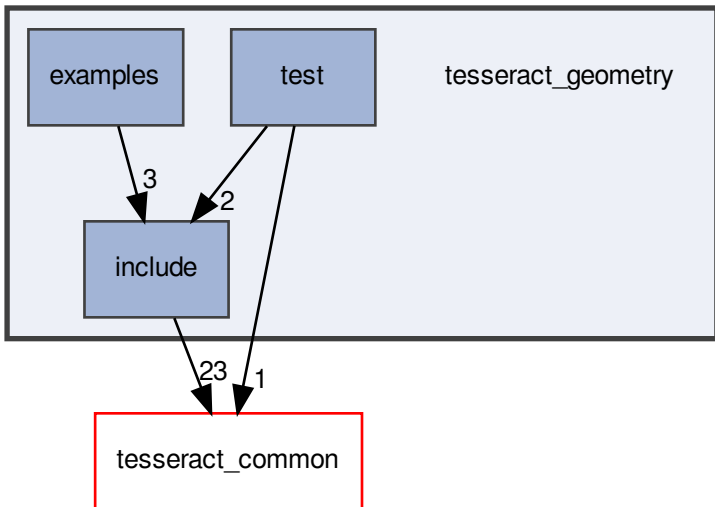 examples
test
tesseract_geometry
3
2
include
23
1
tesseract_common